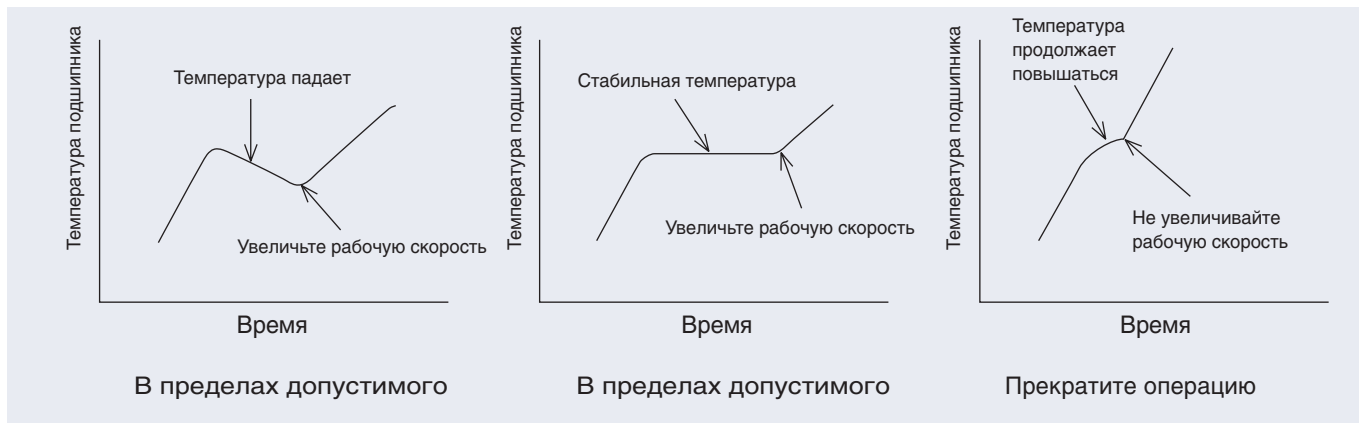 Температура подшипника
Температура падает
Увеличьте рабочую скорость
Время
В пределах допустимого
Температура подшипника
Стабильная температура
Увеличьте рабочую скорость
Время
В пределах допустимого
Температура подшипника
Температура
продолжает
повышаться
Не увеличивайте
рабочую скорость
Время
Прекратите операцию